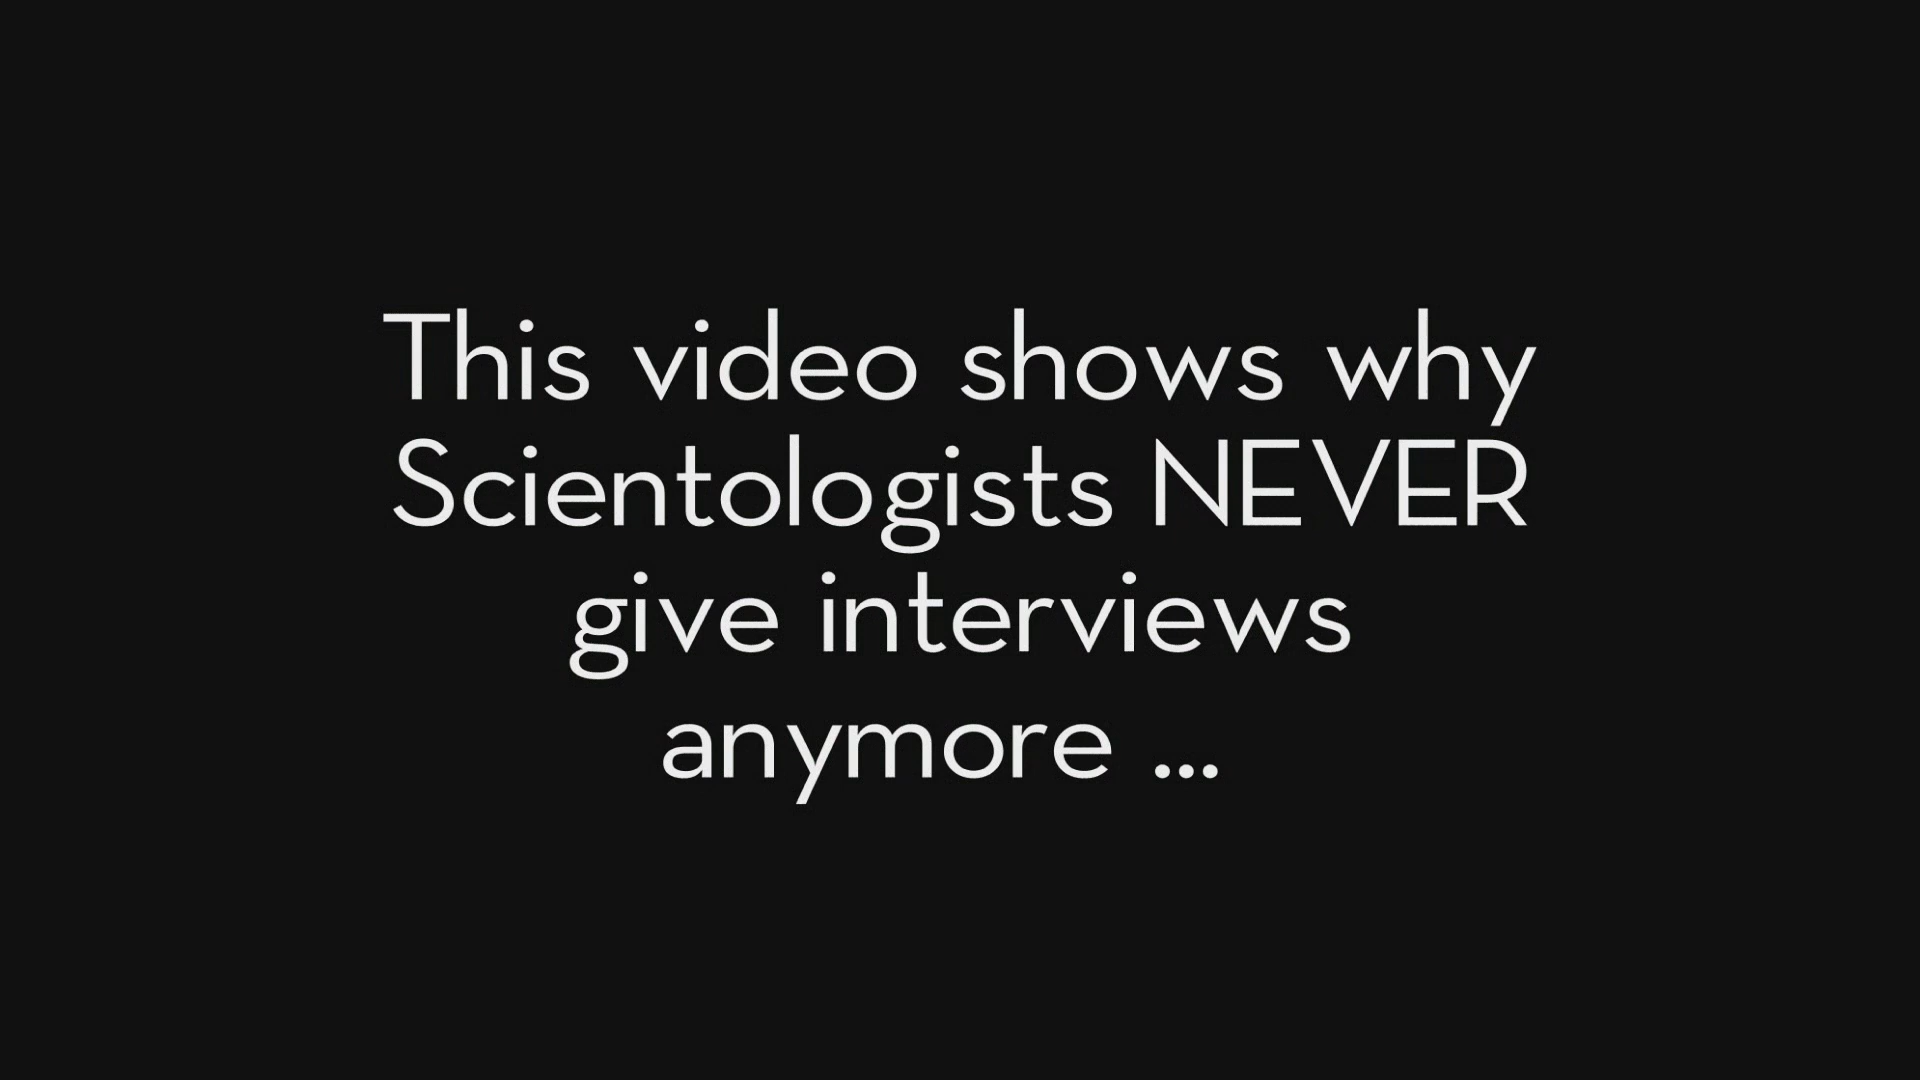 This video shows why
Scientologists NEVER
give interviews
anymore ...